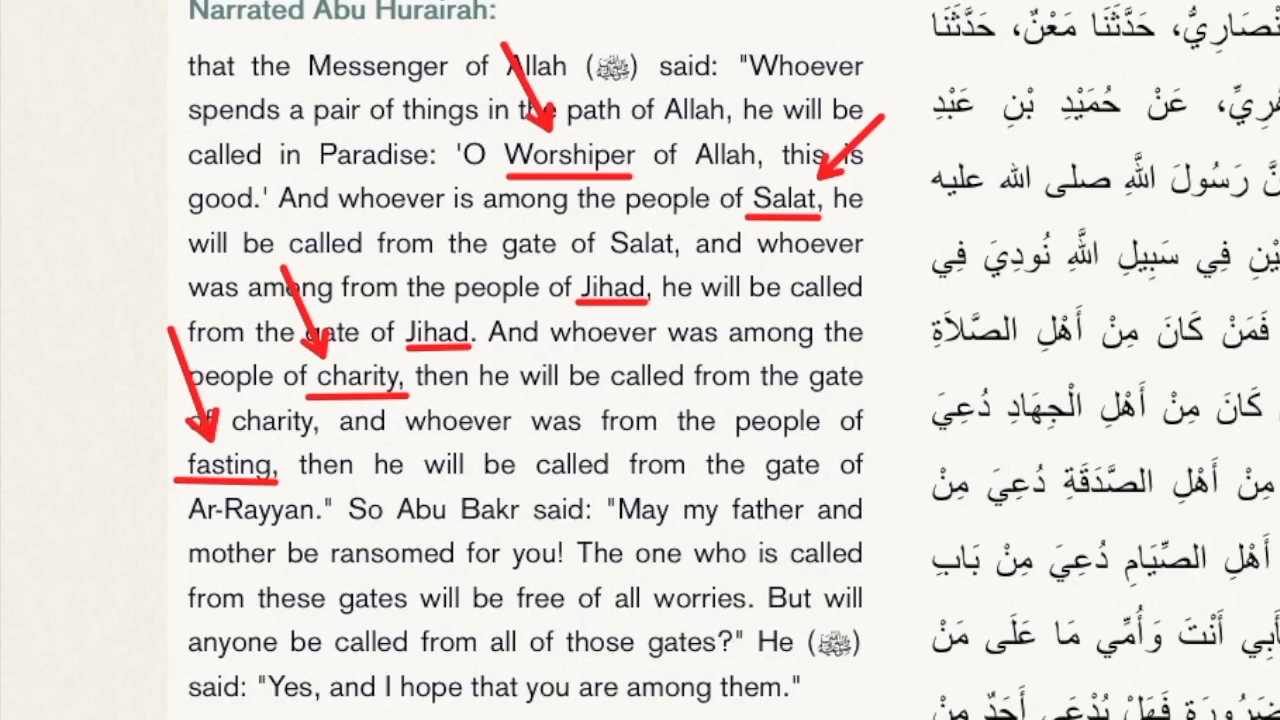 Narrated Abu Hurairah:
that the Messenger of Allah (ﷺ) said: "Whoever
spends a pair of things in the path of Allah, he will be
called in Paradise: 'O Worshiper of Allah, this is
good.' And whoever is among the people of Salat, he
will be called from the gate of Salat, and whoever
was among from the people of Jihad, he will be called
from the gate of Jihad. And whoever was among the
people of charity, then he will be called from the gate
of charity, and whoever was from the people of
fasting, then he will be called from the gate of
Ar-Rayyan." So Abu Bakr said: "May my father and
mother be ransomed for you! The one who is called
from these gates will be free of all worries. But will
anyone be called from all of those gates?" He (ﷺ)
said: "Yes, and I hope that you are among them."
حَدَّثَنَا مَعْنٌ، حَدَّثَنَا
عَنْ حُمَيْدِ بْنِ عَبْدِ
رَسُولَ اللَّهِ صلى الله عليه
فِي سَبِيلِ اللَّهِ نُودِيَ فِي
فَمَنْ كَانَ مِنْ أَهْلِ الصَّلاَةِ
كَانَ مِنْ أَهْلِ الْجِهَادِ دُعِيَ
مِنْ أَهْلِ الصَّدَقَةِ دُعِيَ مِنْ
أَهْلِ الصِّيَامِ دُعِيَ مِنْ بَابِ
أَنْتَ وَأُمِّي مَا عَلَى مَنْ
فَهَلْ يُدْعَى أَحَدٌ مِنْ